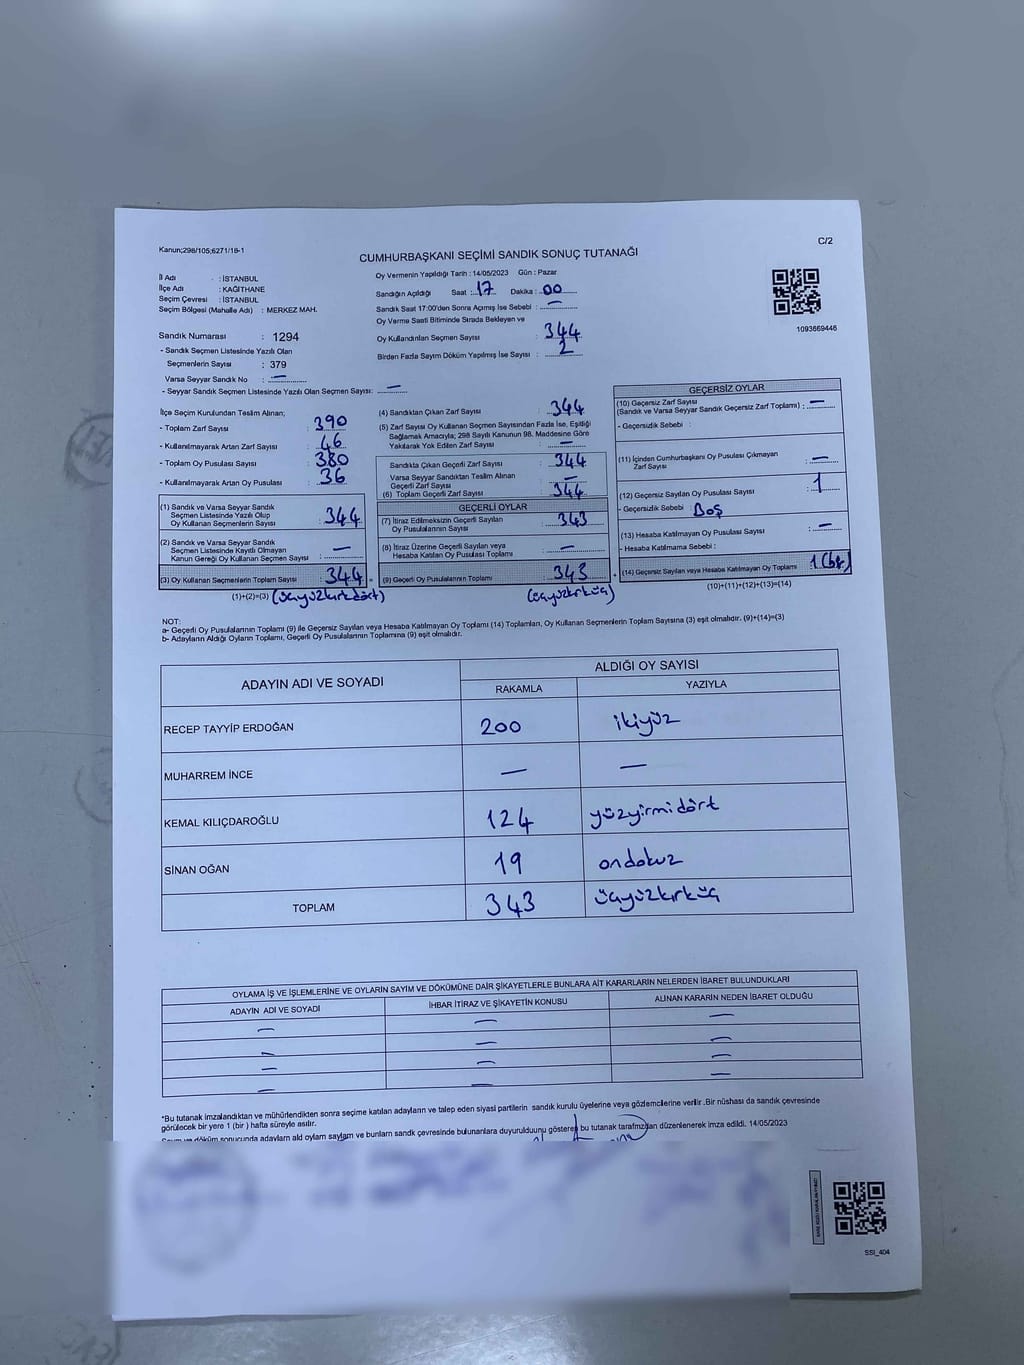 Kanun;298/105;6271/16-1
C/2
CUMHURBAŞKANI SEÇİMİ SANDIK SONUÇ TUTANAĞI
İl Adı : İSTANBUL
İlçe Adı : KAĞITHANE
Seçim Çevresi : İSTANBUL
Seçim Bölgesi (Mahalle Adı) : MERKEZ MAH.
Oy Vermenin Yapıldığı Tarih : 14/05/2023 Gün : Pazar
Sandığın Açıldığı Saat : 17 Dakika : 00
Sandık Saat 17:00'den Sonra Açılmış İse Sebebi : —
Oy Verme Saati Bitiminde Sırada Bekleyen ve
Oy Kullandırılan Seçmen Sayısı : 344
Birden Fazla Sayım Döküm Yapılmış İse Sayısı : 2
1093669446
Sandık Numarası : 1294
- Sandık Seçmen Listesinde Yazılı Olan
Seçmenlerin Sayısı : 379
Varsa Seyyar Sandık No : —
- Seyyar Sandık Seçmen Listesinde Yazılı Olan Seçmen Sayısı: —
İlçe Seçim Kurulundan Teslim Alınan;
- Toplam Zarf Sayısı : 390
- Kullanılmayarak Artan Zarf Sayısı : 46
- Toplam Oy Pusulası Sayısı : 380
- Kullanılmayarak Artan Oy Pusulası : 36
(1) Sandık ve Varsa Seyyar Sandık
Seçmen Listesinde Yazılı Olup
Oy Kullanan Seçmenlerin Sayısı : 344
(2) Sandık ve Varsa Seyyar Sandık
Seçmen Listesinde Kayıtlı Olmayan
Kanun Gereği Oy Kullanan Seçmen Sayısı : —
(3) Oy Kullanan Seçmenlerin Toplam Sayısı : 344
(1)+(2)=(3) (üçyüzkırkdört)
(4) Sandıktan Çıkan Zarf Sayısı : 344
(5) Zarf Sayısı Oy Kullanan Seçmen Sayısından Fazla İse, Eşitliği
Sağlamak Amacıyla; 298 Sayılı Kanunun 98. Maddesine Göre
Yakılarak Yok Edilen Zarf Sayısı : —
Sandıkta Çıkan Geçerli Zarf Sayısı : 344
Varsa Seyyar Sandıktan Teslim Alınan
Geçerli Zarf Sayısı : —
(6) Toplam Geçerli Zarf Sayısı : 344
GEÇERLİ OYLAR
(7) İtiraz Edilmeksizin Geçerli Sayılan
Oy Pusulalarının Sayısı : 343
(8) İtiraz Üzerine Geçerli Sayılan veya
Hesaba Katılan Oy Pusulası Toplamı : —
(9) Geçerli Oy Pusulalarının Toplamı : 343
(üçyüzkırküç)
GEÇERSİZ OYLAR
(10) Geçersiz Zarf Sayısı
(Sandık ve Varsa Seyyar Sandık Geçersiz Zarf Toplamı) : —
- Geçersizlik Sebebi :
(11) İçinden Cumhurbaşkanı Oy Pusulası Çıkmayan
Zarf Sayısı : —
(12) Geçersiz Sayılan Oy Pusulası Sayısı : 1
- Geçersizlik Sebebi : Boş
(13) Hesaba Katılmayan Oy Pusulası Sayısı : —
- Hesaba Katılmama Sebebi :
(14) Geçersiz Sayılan veya Hesaba Katılmayan Oy Toplamı : 1 (bir)
(10)+(11)+(12)+(13)=(14)
NOT:
a- Geçerli Oy Pusulalarının Toplamı (9) ile Geçersiz Sayılan veya Hesaba Katılmayan Oy Toplamı (14) Toplamları, Oy Kullanan Seçmenlerin Toplam Sayısına (3) eşit olmalıdır. (9)+(14)=(3)
b- Adayların Aldığı Oyların Toplamı, Geçerli Oy Pusulalarının Toplamına (9) eşit olmalıdır.
ADAYIN ADI VE SOYADI ALDIĞI OY SAYISI
RAKAMLA YAZIYLA
RECEP TAYYİP ERDOĞAN 200 ikiyüz
MUHARREM İNCE — —
KEMAL KILIÇDAROĞLU 124 yüzyirmidört
SİNAN OĞAN 19 ondokuz
TOPLAM 343 üçyüzkırküç
OYLAMA İŞ VE İŞLEMLERİNE VE OYLARIN SAYIM VE DÖKÜMÜNE DAİR ŞİKAYETLERLE BUNLARA AİT KARARLARIN NELERDEN İBARET BULUNDUKLARI
ADAYIN ADI VE SOYADI İHBAR İTİRAZ VE ŞİKAYETİN KONUSU ALINAN KARARIN NEDEN İBARET OLDUĞU
— — —
— — —
— — —
— — —
*Bu tutanak imzalandıktan ve mühürlendikten sonra seçime katılan adayların ve talep eden siyasi partilerin sandık kurulu üyelerine veya gözlemcilerine verilir .Bir nüshası da sandık çevresinde
görülecek bir yere 1 (bir ) hafta süreyle asılır.
Sayım ve döküm sonucunda adayların aldığı oyların sayıları ve bunların sandık çevresinde bulunanlara duyurulduğunu gösteren bu tutanak tarafımızdan düzenlenerek imza edildi. 14/05/2023
SSI_404